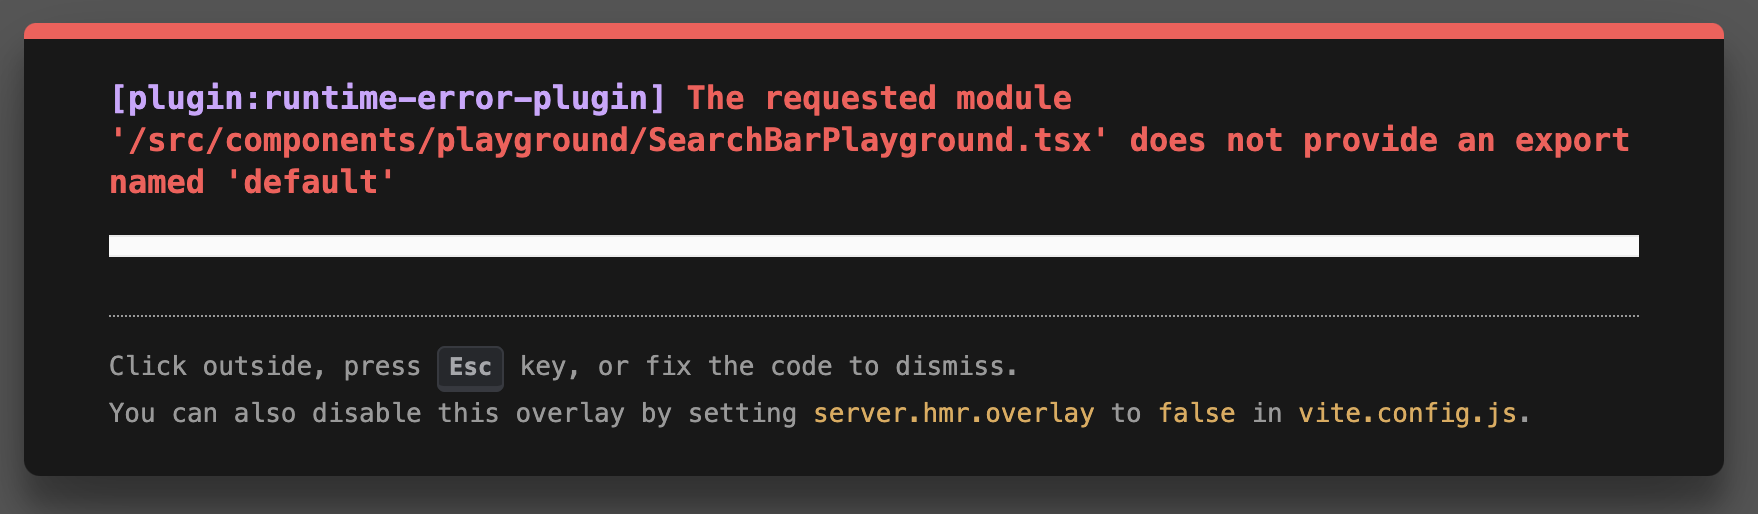 [plugin:runtime-error-plugin] The requested module
'/src/components/playground/SearchBarPlayground.tsx' does not provide an export
named 'default'
Click outside, press Esc key, or fix the code to dismiss.
You can also disable this overlay by setting server.hmr.overlay to false in vite.config.js.